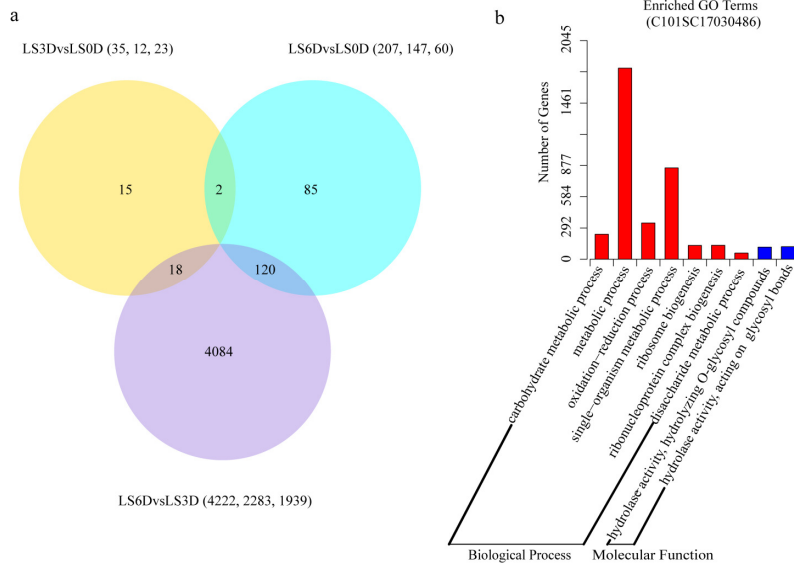 a
LS3DvsLS0D (35, 12, 23)
LS6DvsLS0D (207, 147, 60)
15
2
85
18
120
4084
LS6DvsLS3D (4222, 2283, 1939)
b
Enriched GO Terms
(C101SC17030486)
Number of Genes
2045
1461
877
584
292
0
carbohydrate metabolic process
metabolic process
oxidation−reduction process
single−organism metabolic process
ribosome biogenesis
ribonucleoprotein complex biogenesis
disaccharide metabolic process
hydrolase activity, hydrolyzing O−glycosyl compounds
hydrolase activity, acting on glycosyl bonds
Biological Process
Molecular Function